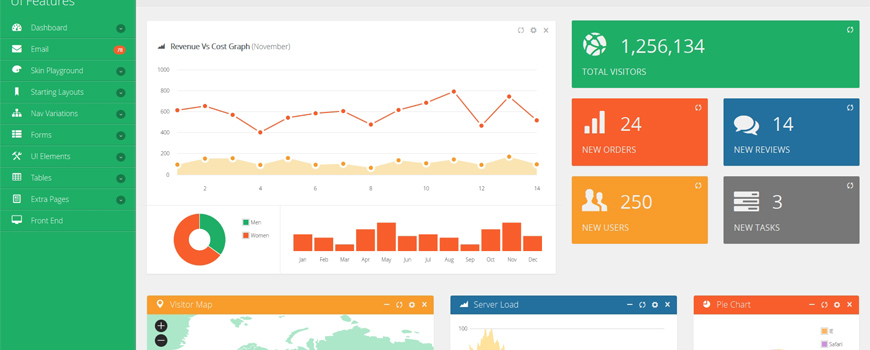 UI Features
Dashboard
Email
78
Skin Playground
Starting Layouts
Nav Variations
Forms
UI Elements
Tables
Extra Pages
Front End
Revenue Vs Cost Graph (November)
1000
800
600
400
200
0
2
4
6
8
10
12
14
Men
Women
Jan
Feb
Mar
Apr
May
Jun
Jul
Aug
Sep
Oct
Nov
Dec
1,256,134
TOTAL VISITORS
24
NEW ORDERS
14
NEW REVIEWS
250
NEW USERS
3
NEW TASKS
Visitor Map
Server Load
100
Pie Chart
IE
Safari